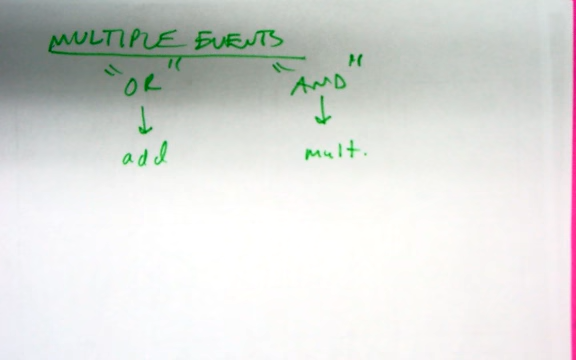 MULTIPLE EVENTS
"OR" "AND"
↓ ↓
add mult.